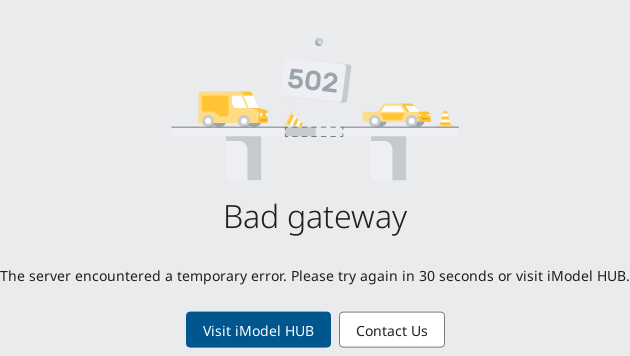 502
Bad gateway
The server encountered a temporary error. Please try again in 30 seconds or visit iModel HUB.
Visit iModel HUB
Contact Us